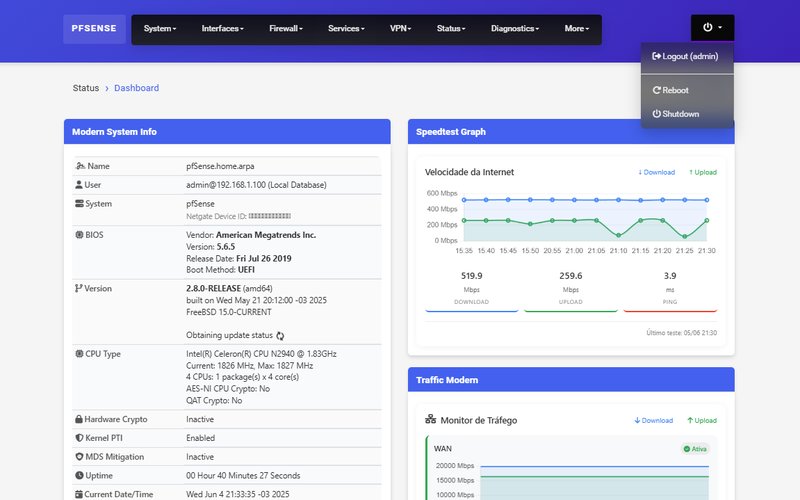 PFSENSE
System
Interfaces
Firewall
Services
VPN
Status
Diagnostics
More
Logout (admin)
Reboot
Shutdown
Status › Dashboard
Modern System Info
Name pfSense.home.arpa
User admin@192.168.1.100 (Local Database)
System pfSense
Netgate Device ID:
BIOS Vendor: American Megatrends Inc.
Version: 5.6.5
Release Date: Fri Jul 26 2019
Boot Method: UEFI
Version 2.8.0-RELEASE (amd64)
built on Wed May 21 20:12:00 -03 2025
FreeBSD 15.0-CURRENT
Obtaining update status
CPU Type Intel(R) Celeron(R) CPU N2940 @ 1.83GHz
Current: 1826 MHz, Max: 1827 MHz
4 CPUs: 1 package(s) x 4 core(s)
AES-NI CPU Crypto: No
QAT Crypto: No
Hardware Crypto Inactive
Kernel PTI Enabled
MDS Mitigation Inactive
Uptime 00 Hour 40 Minutes 27 Seconds
Current Date/Time Wed Jun 4 21:33:35 -03 2025
Speedtest Graph
Velocidade da Internet
↓ Download ↑ Upload
600 Mbps
400 Mbps
200 Mbps
0 Mbps
15:35 15:40 15:45 15:50 20:50 20:55 21:00 21:05 21:10 21:15 21:20 21:25 21:30
519.9 259.6 3.9
Mbps Mbps ms
DOWNLOAD UPLOAD PING
Último teste: 05/06 21:30
Traffic Modern
Monitor de Tráfego
↓ Download ↑ Upload
WAN Ativa
20000 Mbps
15000 Mbps
10000 Mbps